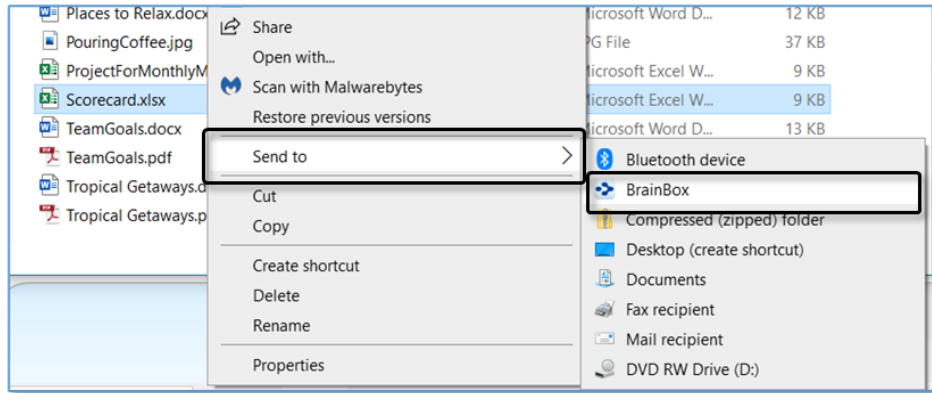 Places to Relax.docx
PouringCoffee.jpg
ProjectForMonthlyM
Scorecard.xlsx
TeamGoals.docx
TeamGoals.pdf
Tropical Getaways.d
Tropical Getaways.p
Share
Open with...
Scan with Malwarebytes
Restore previous versions
Send to
Cut
Copy
Create shortcut
Delete
Rename
Properties
Microsoft Word D... 12 KB
PG File 37 KB
Microsoft Excel W... 9 KB
Microsoft Excel W... 9 KB
Microsoft Word D... 13 KB
Bluetooth device
BrainBox
Compressed (zipped) folder
Desktop (create shortcut)
Documents
Fax recipient
Mail recipient
DVD RW Drive (D:)